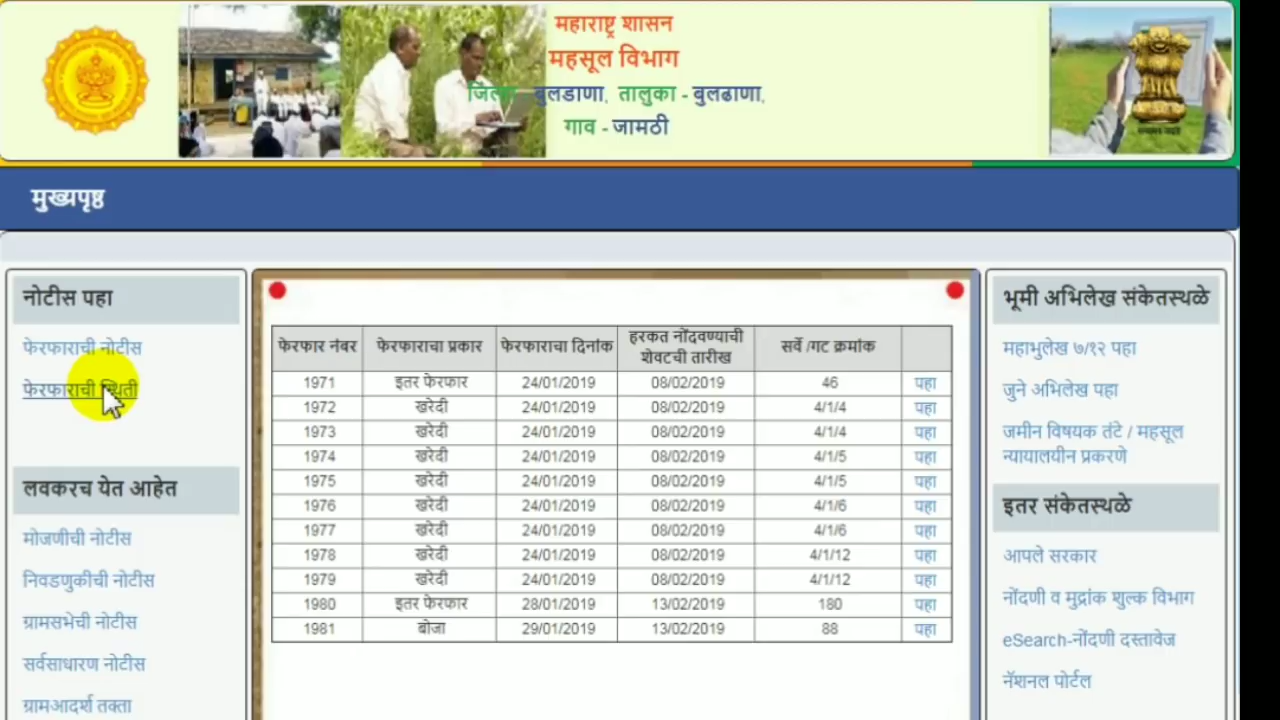 महाराष्ट्र शासन
महसूल विभाग
जिल्हा बुलडाणा, तालुका - बुलढाणा,
गाव - जामठी
मुख्यपृष्ठ
नोटीस पहा
फेरफाराची नोटीस
फेरफाराची स्थिती
लवकरच येत आहेत
मोजणीची नोटीस
निवडणुकीची नोटीस
ग्रामसभेची नोटीस
सर्वसाधारण नोटीस
ग्रामआदर्श तक्ता
फेरफार नंबर फेरफाराचा प्रकार फेरफाराचा दिनांक हरकत नोंदवण्याची शेवटची तारीख सर्वे /गट क्रमांक
1971 इतर फेरफार 24/01/2019 08/02/2019 46 पहा
1972 खरेदी 24/01/2019 08/02/2019 4/1/4 पहा
1973 खरेदी 24/01/2019 08/02/2019 4/1/4 पहा
1974 खरेदी 24/01/2019 08/02/2019 4/1/5 पहा
1975 खरेदी 24/01/2019 08/02/2019 4/1/5 पहा
1976 खरेदी 24/01/2019 08/02/2019 4/1/6 पहा
1977 खरेदी 24/01/2019 08/02/2019 4/1/6 पहा
1978 खरेदी 24/01/2019 08/02/2019 4/1/12 पहा
1979 खरेदी 24/01/2019 08/02/2019 4/1/12 पहा
1980 इतर फेरफार 28/01/2019 13/02/2019 180 पहा
1981 बोजा 29/01/2019 13/02/2019 88 पहा
भूमी अभिलेख संकेतस्थळे
महाभुलेख ७/१२ पहा
जुने अभिलेख पहा
जमीन विषयक तंटे / महसूल
न्यायालयीन प्रकरणे
इतर संकेतस्थळे
आपले सरकार
नोंदणी व मुद्रांक शुल्क विभाग
eSearch-नोंदणी दस्तावेज
नॅशनल पोर्टल